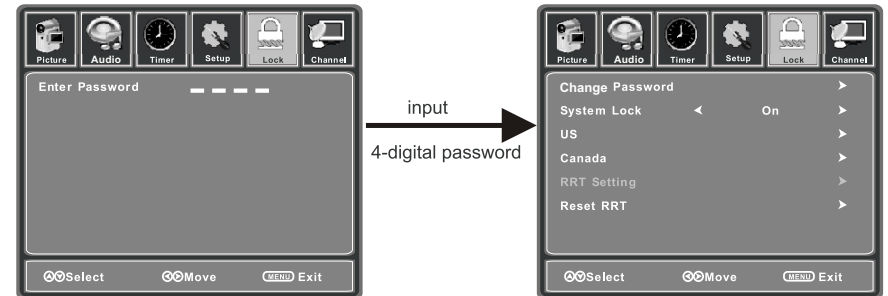 Picture Audio Timer Setup Lock Channel
Enter Password _ _ _ _
Select Move MENU Exit
input
4-digital password
Picture Audio Timer Setup Lock Channel
Change Password
System Lock On
US
Canada
RRT Setting
Reset RRT
Select Move MENU Exit